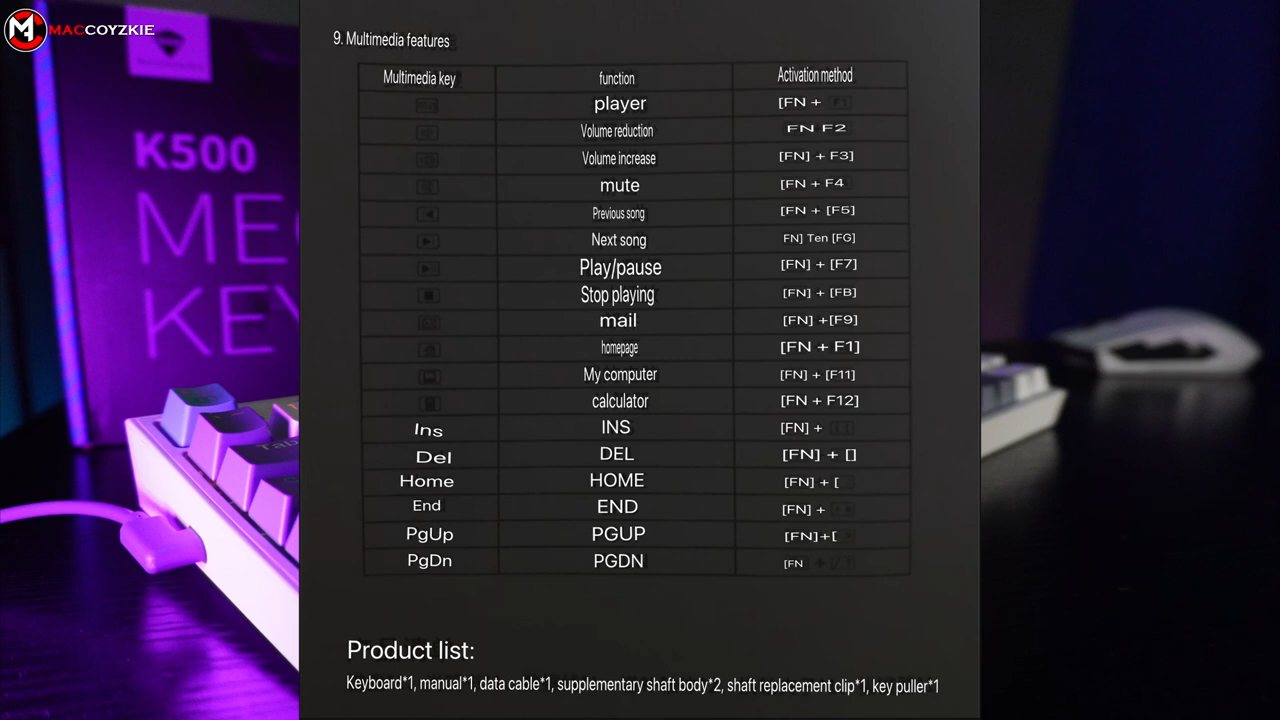 MACCOYZKIE
K500
9. Multimedia features
Multimedia key function Activation method
player [FN + F1
Volume reduction FN F2
Volume increase [FN] + F3]
mute [FN + F4
Previous song [FN + [F5]
Next song FN] Ten [FG]
Play/pause [FN] + [F7]
Stop playing [FN] + [FB]
mail [FN] +[F9]
homepage [FN + F1]
My computer [FN] + [F11]
calculator [FN + F12]
Ins INS [FN] +
Del DEL [FN] + []
Home HOME [FN] + [
End END [FN] +
PgUp PGUP [FN]+[
PgDn PGDN [FN +
Product list:
Keyboard*1, manual*1, data cable*1, supplementary shaft body*2, shaft replacement clip*1, key puller*1